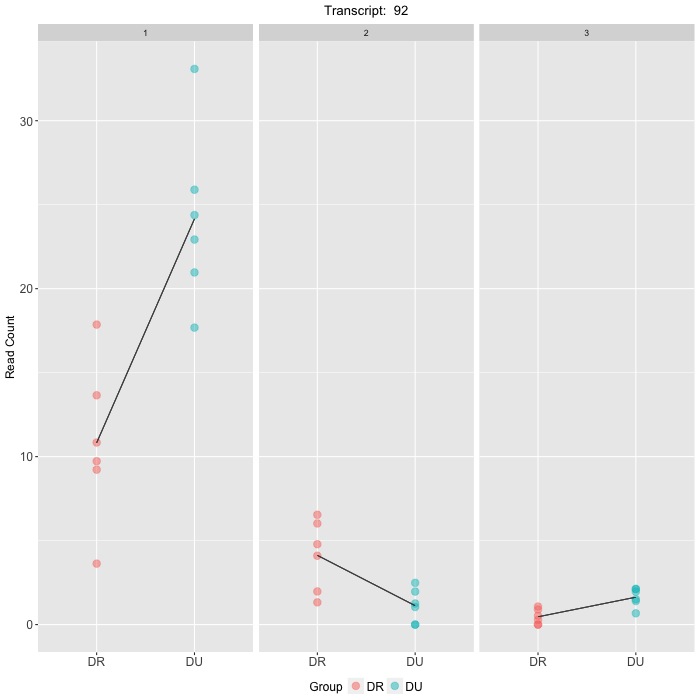 Transcript:  92
1 2 3
30
20
10
0
Read Count
DR DU DR DU DR DU
Group DR DU